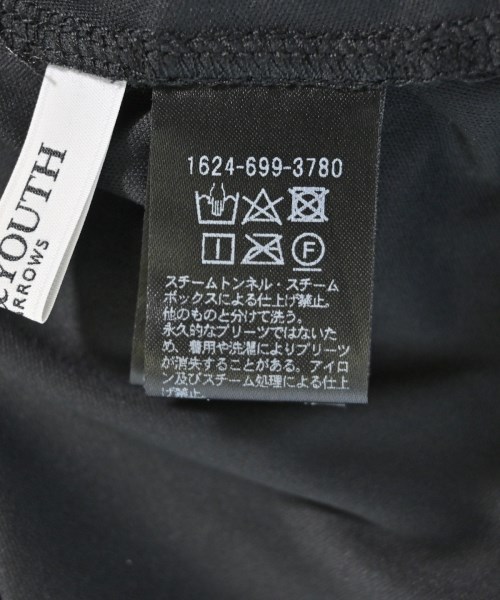 YOUTH
ARROWS
1624-699-3780
F
スチームトンネル・スチーム
ボックスによる仕上げ禁止。
他のものと分けて洗う。
永久的なプリーツではないた
め、着用や洗濯によりプリーツ
が消失することがある。アイロ
ン及びスチーム処理による仕上
げ禁止。